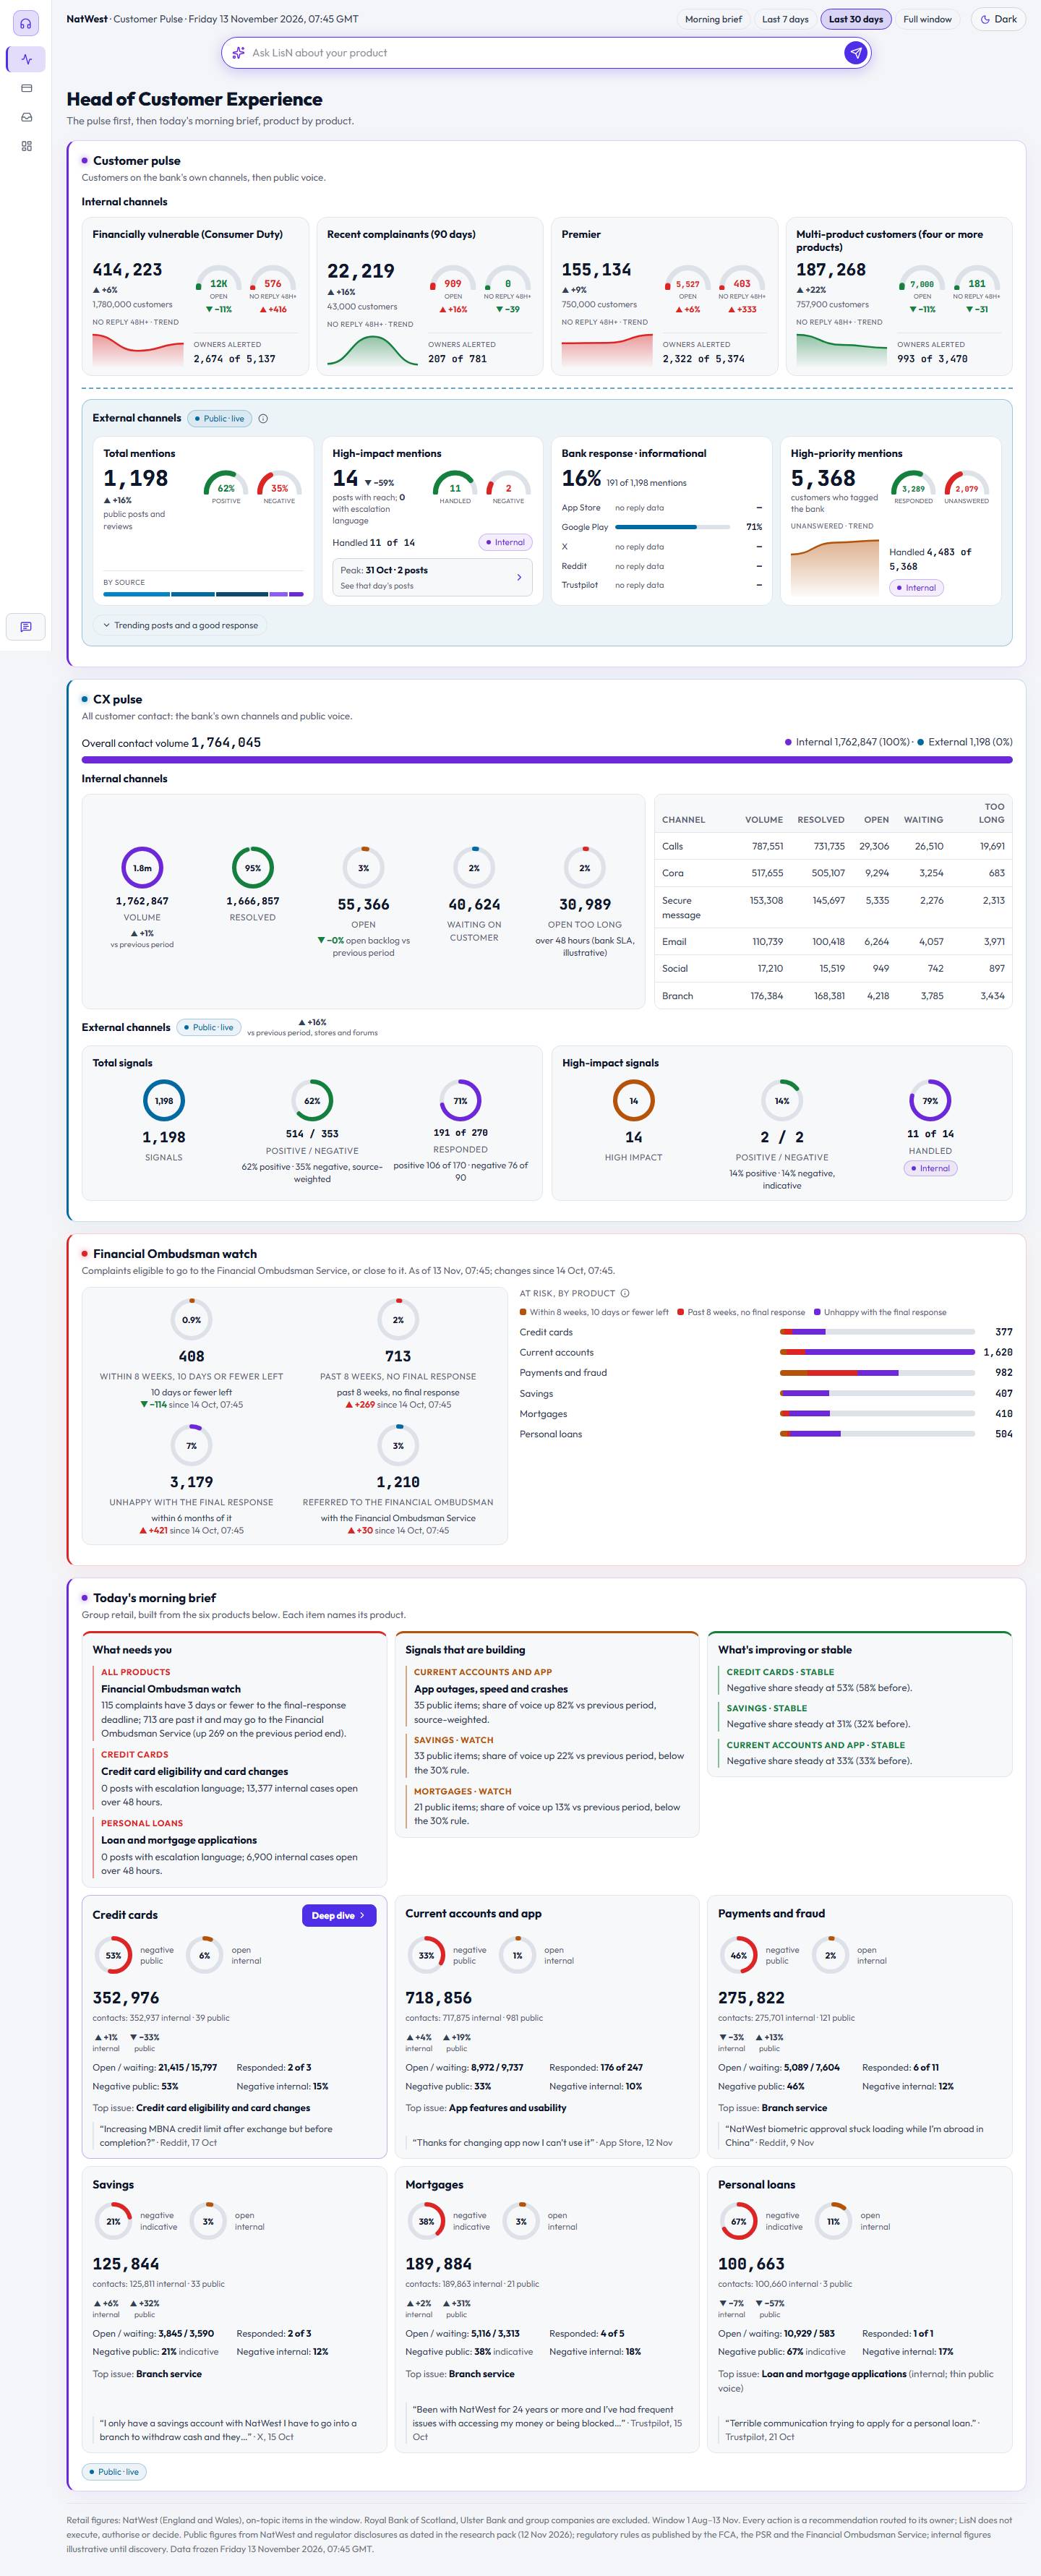 NatWest · Customer Pulse · Friday 13 November 2026, 07:45 GMT
Morning brief
Last 7 days
Last 30 days
Full window
Dark
Ask LisN about your product
Head of Customer Experience
The pulse first, then today's morning brief, product by product.
Customer pulse
Customers on the bank's own channels, then public voice.
Internal channels
Financially vulnerable (Consumer Duty)
414,223
▲ +6%
1,780,000 customers
12K
OPEN
▼ −11%
576
NO REPLY 48H+
▲ +416
NO REPLY 48H+ · TREND
OWNERS ALERTED
2,674 of 5,137
Recent complainants (90 days)
22,219
▲ +16%
43,000 customers
909
OPEN
▲ +16%
0
NO REPLY 48H+
▼ −39
NO REPLY 48H+ · TREND
OWNERS ALERTED
207 of 781
Premier
155,134
▲ +9%
750,000 customers
5,527
OPEN
▲ +6%
403
NO REPLY 48H+
▲ +333
NO REPLY 48H+ · TREND
OWNERS ALERTED
2,322 of 5,374
Multi-product customers (four or more
products)
187,268
▲ +22%
757,900 customers
7,000
OPEN
▼ −11%
181
NO REPLY 48H+
▼ −31
NO REPLY 48H+ · TREND
OWNERS ALERTED
993 of 3,470
External channels
Public · live
Total mentions
1,198
▲ +16%
public posts and
reviews
62%
POSITIVE
35%
NEGATIVE
BY SOURCE
High-impact mentions
14 ▼ −59%
posts with reach; 0
with escalation
language
11
HANDLED
2
NEGATIVE
Handled 11 of 14
Internal
Peak: 31 Oct · 2 posts
See that day's posts
Bank response · informational
16% 191 of 1,198 mentions
App Store no reply data –
Google Play 71%
X no reply data –
Reddit no reply data –
Trustpilot no reply data –
High-priority mentions
5,368
customers who tagged
the bank
3,289
RESPONDED
2,079
UNANSWERED
UNANSWERED · TREND
Handled 4,483 of
5,368
Internal
Trending posts and a good response
CX pulse
All customer contact: the bank's own channels and public voice.
Overall contact volume 1,764,045
Internal 1,762,847 (100%) · External 1,198 (0%)
Internal channels
1.8m
1,762,847
VOLUME
▲ +1%
vs previous period
95%
1,666,857
RESOLVED
3%
55,366
OPEN
▼ −0% open backlog vs
previous period
2%
40,624
WAITING ON
CUSTOMER
2%
30,989
OPEN TOO LONG
over 48 hours (bank SLA,
illustrative)
CHANNEL VOLUME RESOLVED OPEN WAITING TOO LONG
Calls 787,551 731,735 29,306 26,510 19,691
Cora 517,655 505,107 9,294 3,254 683
Secure message 153,308 145,697 5,335 2,276 2,313
Email 110,739 100,418 6,264 4,057 3,971
Social 17,210 15,519 949 742 897
Branch 176,384 168,381 4,218 3,785 3,434
External channels
Public · live
▲ +16%
vs previous period, stores and forums
Total signals
1,198
1,198
SIGNALS
62%
514 / 353
POSITIVE / NEGATIVE
62% positive · 35% negative, source-
weighted
71%
191 of 270
RESPONDED
positive 106 of 170 · negative 76 of
90
High-impact signals
14
14
HIGH IMPACT
14%
2 / 2
POSITIVE / NEGATIVE
14% positive · 14% negative,
indicative
79%
11 of 14
HANDLED
Internal
Financial Ombudsman watch
Complaints eligible to go to the Financial Ombudsman Service, or close to it. As of 13 Nov, 07:45; changes since 14 Oct, 07:45.
0.9%
408
WITHIN 8 WEEKS, 10 DAYS OR FEWER LEFT
10 days or fewer left
▼ −114 since 14 Oct, 07:45
2%
713
PAST 8 WEEKS, NO FINAL RESPONSE
past 8 weeks, no final response
▲ +269 since 14 Oct, 07:45
7%
3,179
UNHAPPY WITH THE FINAL RESPONSE
within 6 months of it
▲ +421 since 14 Oct, 07:45
3%
1,210
REFERRED TO THE FINANCIAL OMBUDSMAN
with the Financial Ombudsman Service
▲ +30 since 14 Oct, 07:45
AT RISK, BY PRODUCT
Within 8 weeks, 10 days or fewer left
Past 8 weeks, no final response
Unhappy with the final response
Credit cards 377
Current accounts 1,620
Payments and fraud 982
Savings 407
Mortgages 410
Personal loans 504
Today's morning brief
Group retail, built from the six products below. Each item names its product.
What needs you
ALL PRODUCTS
Financial Ombudsman watch
115 complaints have 3 days or fewer to the final-response
deadline; 713 are past it and may go to the Financial
Ombudsman Service (up 269 on the previous period end).
CREDIT CARDS
Credit card eligibility and card changes
0 posts with escalation language; 13,377 internal cases open
over 48 hours.
PERSONAL LOANS
Loan and mortgage applications
0 posts with escalation language; 6,900 internal cases open
over 48 hours.
Signals that are building
CURRENT ACCOUNTS AND APP
App outages, speed and crashes
35 public items; share of voice up 82% vs previous period,
source-weighted.
SAVINGS · WATCH
33 public items; share of voice up 22% vs previous period, below
the 30% rule.
MORTGAGES · WATCH
21 public items; share of voice up 13% vs previous period, below
the 30% rule.
What's improving or stable
CREDIT CARDS · STABLE
Negative share steady at 53% (58% before).
SAVINGS · STABLE
Negative share steady at 31% (32% before).
CURRENT ACCOUNTS AND APP · STABLE
Negative share steady at 33% (33% before).
Credit cards
Deep dive
53% negative public
6% open internal
352,976
contacts: 352,937 internal · 39 public
▲ +1% internal ▼ −33% public
Open / waiting: 21,415 / 15,797 Responded: 2 of 3
Negative public: 53% Negative internal: 15%
Top issue: Credit card eligibility and card changes
“Increasing MBNA credit limit after exchange but before
completion?” · Reddit, 17 Oct
Current accounts and app
33% negative public
1% open internal
718,856
contacts: 717,875 internal · 981 public
▲ +4% internal ▲ +19% public
Open / waiting: 8,972 / 9,737 Responded: 176 of 247
Negative public: 33% Negative internal: 10%
Top issue: App features and usability
“Thanks for changing app now I can't use it” · App Store, 12 Nov
Payments and fraud
46% negative public
2% open internal
275,822
contacts: 275,701 internal · 121 public
▼ −3% internal ▲ +13% public
Open / waiting: 5,089 / 7,604 Responded: 6 of 11
Negative public: 46% Negative internal: 12%
Top issue: Branch service
“NatWest biometric approval stuck loading while I'm abroad in
China” · Reddit, 9 Nov
Savings
21% negative indicative
3% open internal
125,844
contacts: 125,811 internal · 33 public
▲ +6% internal ▲ +32% public
Open / waiting: 3,845 / 3,590 Responded: 2 of 3
Negative public: 21% indicative Negative internal: 12%
Top issue: Branch service
“I only have a savings account with NatWest I have to go into a
branch to withdraw cash and they…” · X, 15 Oct
Mortgages
38% negative indicative
3% open internal
189,884
contacts: 189,863 internal · 21 public
▲ +2% internal ▲ +31% public
Open / waiting: 5,116 / 3,313 Responded: 4 of 5
Negative public: 38% indicative Negative internal: 18%
Top issue: Branch service
“Been with NatWest for 24 years or more and I've had frequent
issues with accessing my money or being blocked…” · Trustpilot, 15
Oct
Personal loans
67% negative indicative
11% open internal
100,663
contacts: 100,660 internal · 3 public
▼ −7% internal ▼ −57% public
Open / waiting: 10,929 / 583 Responded: 1 of 1
Negative public: 67% indicative Negative internal: 17%
Top issue: Loan and mortgage applications (internal; thin public
voice)
“Terrible communication trying to apply for a personal loan.” ·
Trustpilot, 21 Oct
Public · live
Retail figures: NatWest (England and Wales), on-topic items in the window. Royal Bank of Scotland, Ulster Bank and group companies are excluded. Window 1 Aug–13 Nov. Every action is a recommendation routed to its owner; LisN does not
execute, authorise or decide. Public figures from NatWest and regulator disclosures as dated in the research pack (12 Nov 2026); regulatory rules as published by the FCA, the PSR and the Financial Ombudsman Service; internal figures
illustrative until discovery. Data frozen Friday 13 November 2026, 07:45 GMT.